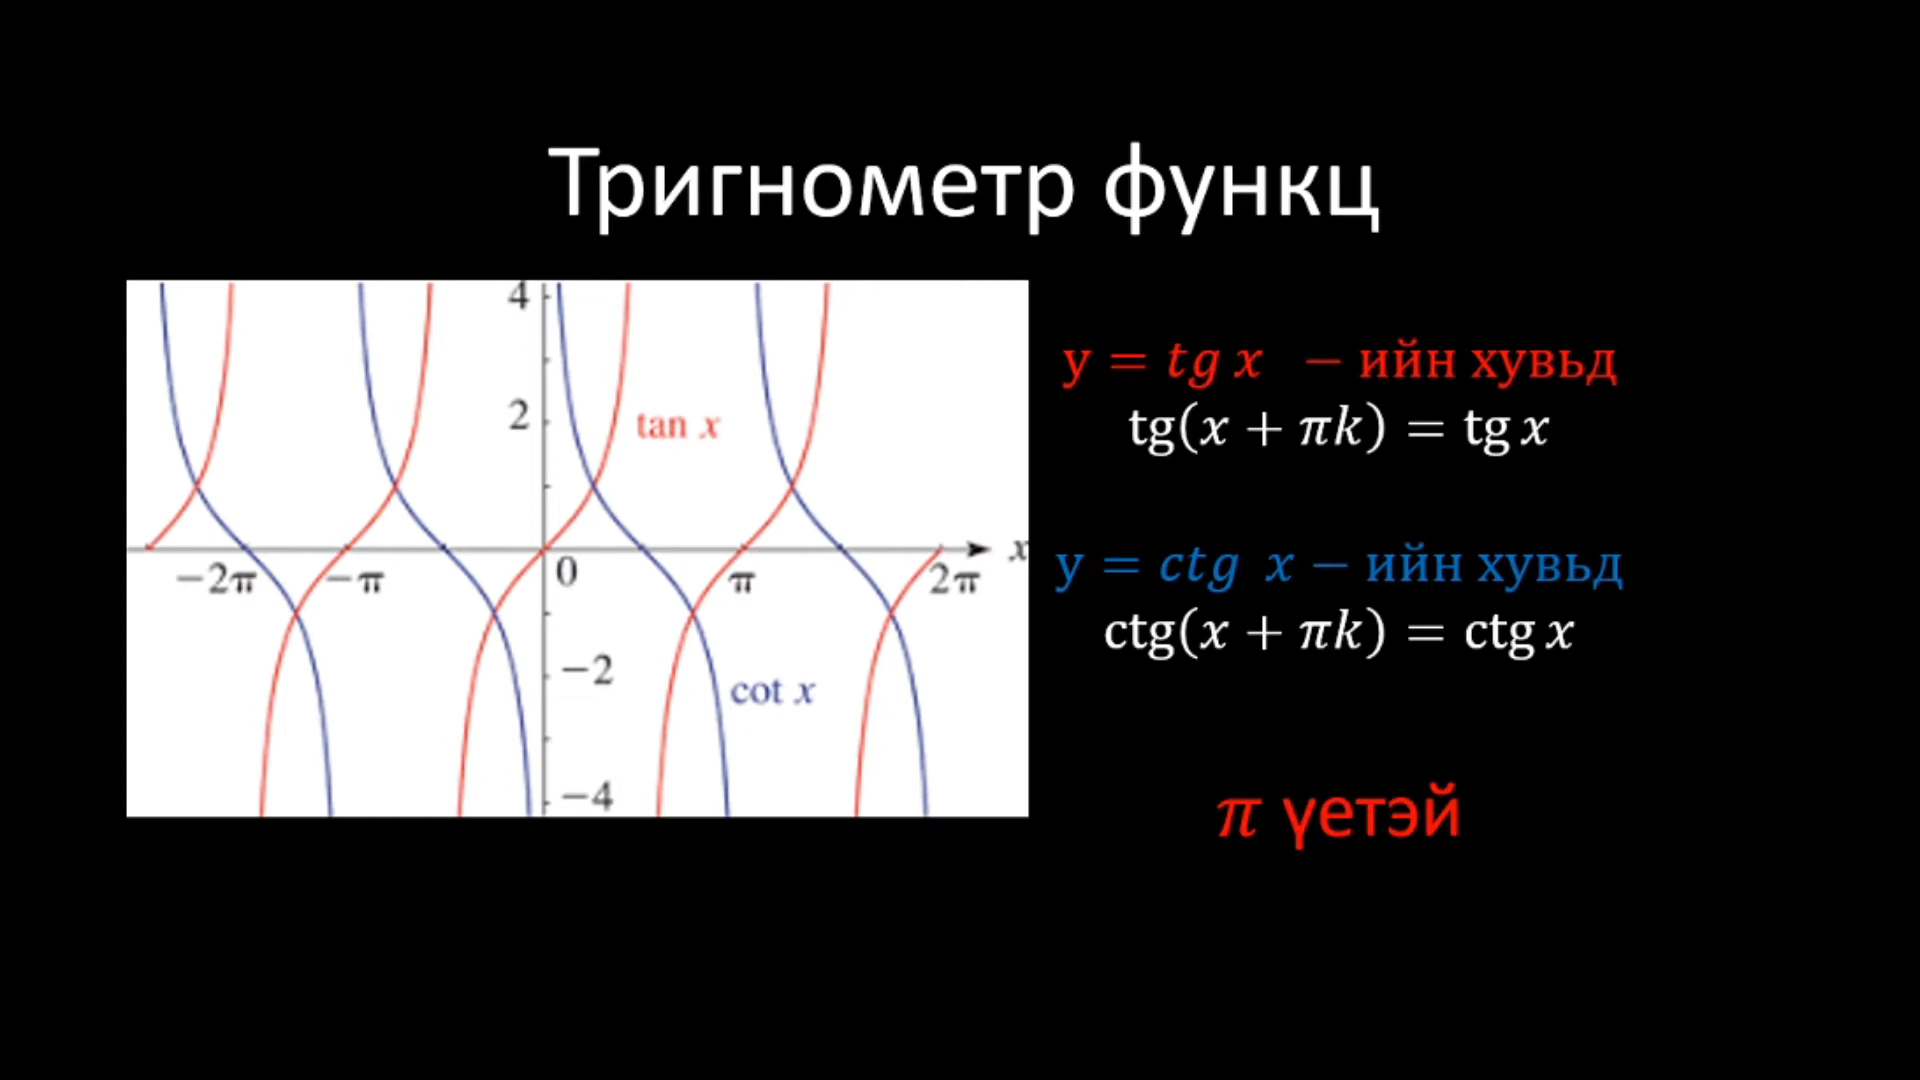 Тригнометр функц
4
2
tan x
x
−2π
−π
0
π
2π
−2
cot x
−4
y = tg x − ийн хувьд
tg(x + πk) = tg x
y = ctg x − ийн хувьд
ctg(x + πk) = ctg x
π үетэй